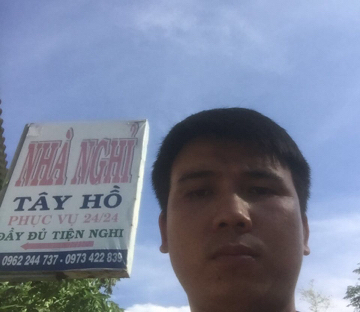 NHÀ NGHỈ
TÂY HỒ
PHỤC VỤ 24/24
ĐẦY ĐỦ TIỆN NGHI
0962 244 737 - 0973 422 839